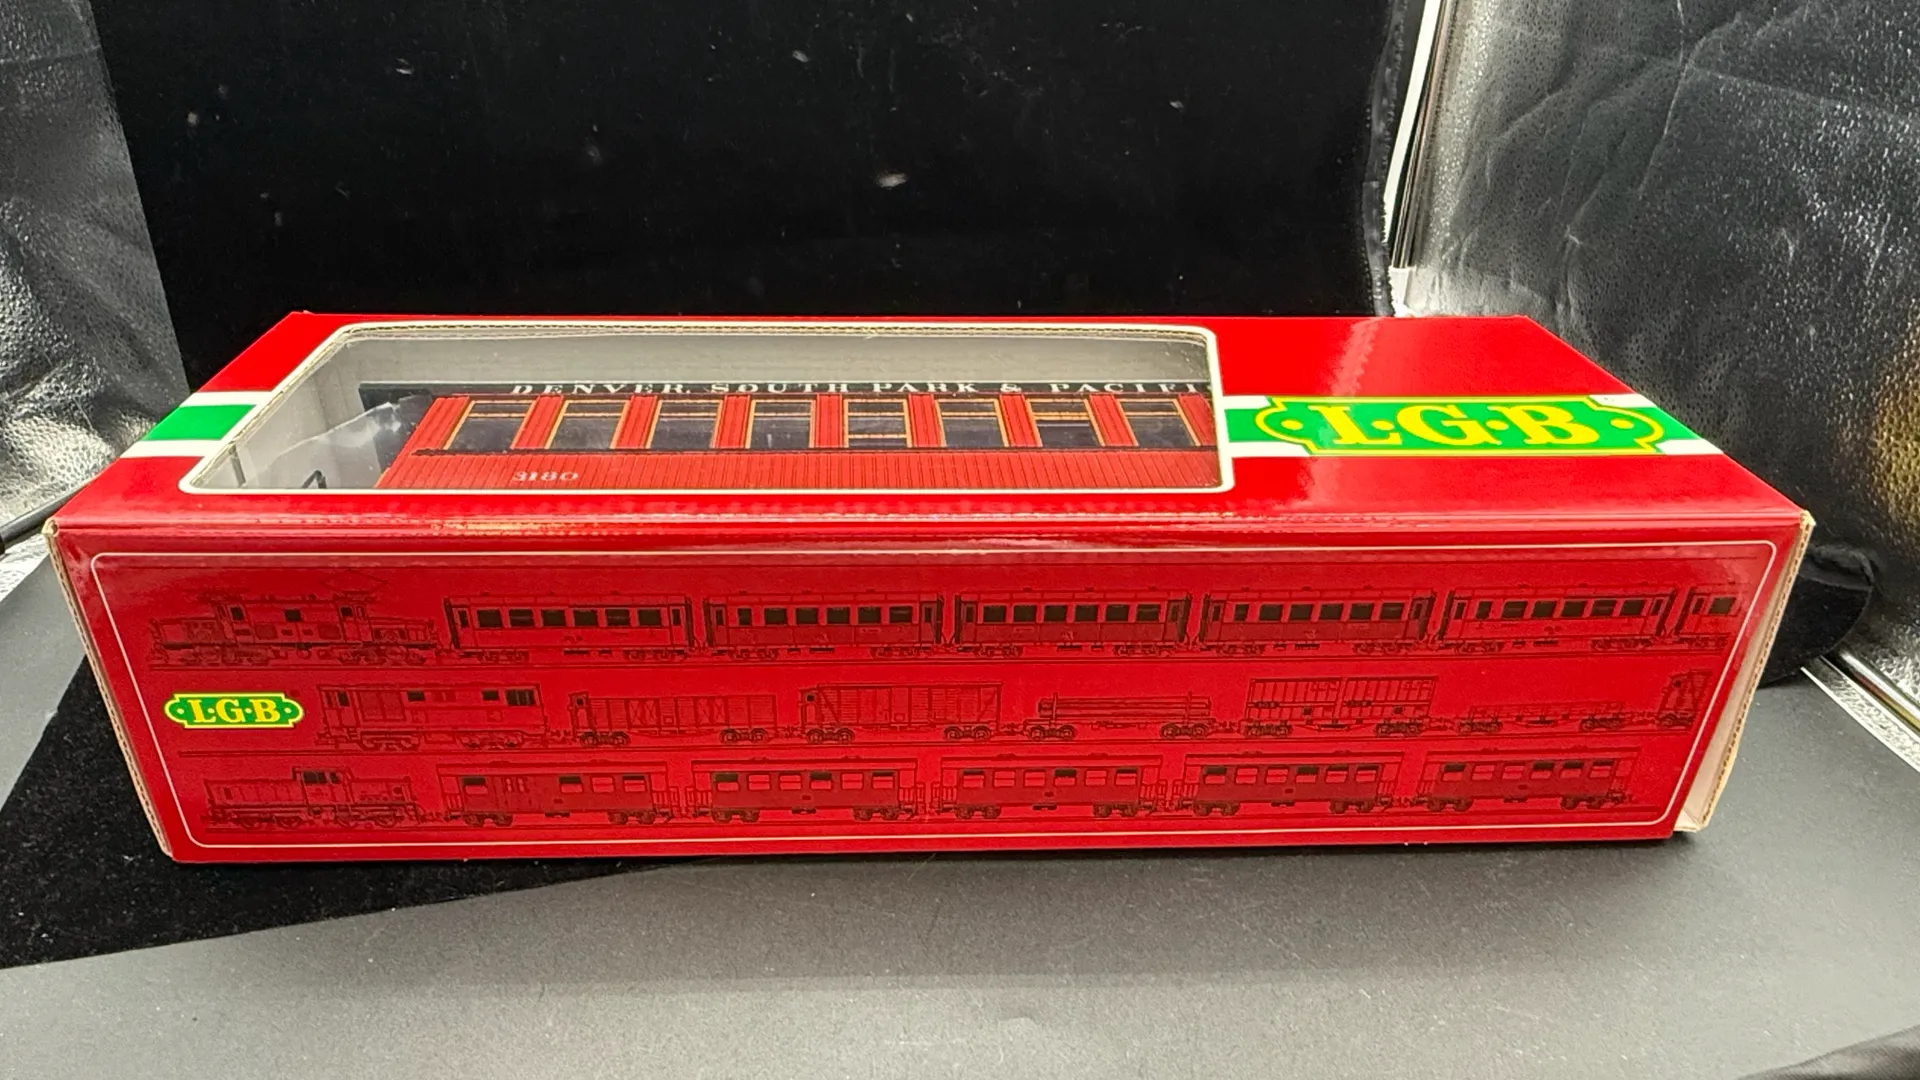 DENVER, SOUTH PARK & PACIFI
3180
L·G·B
L·G·B